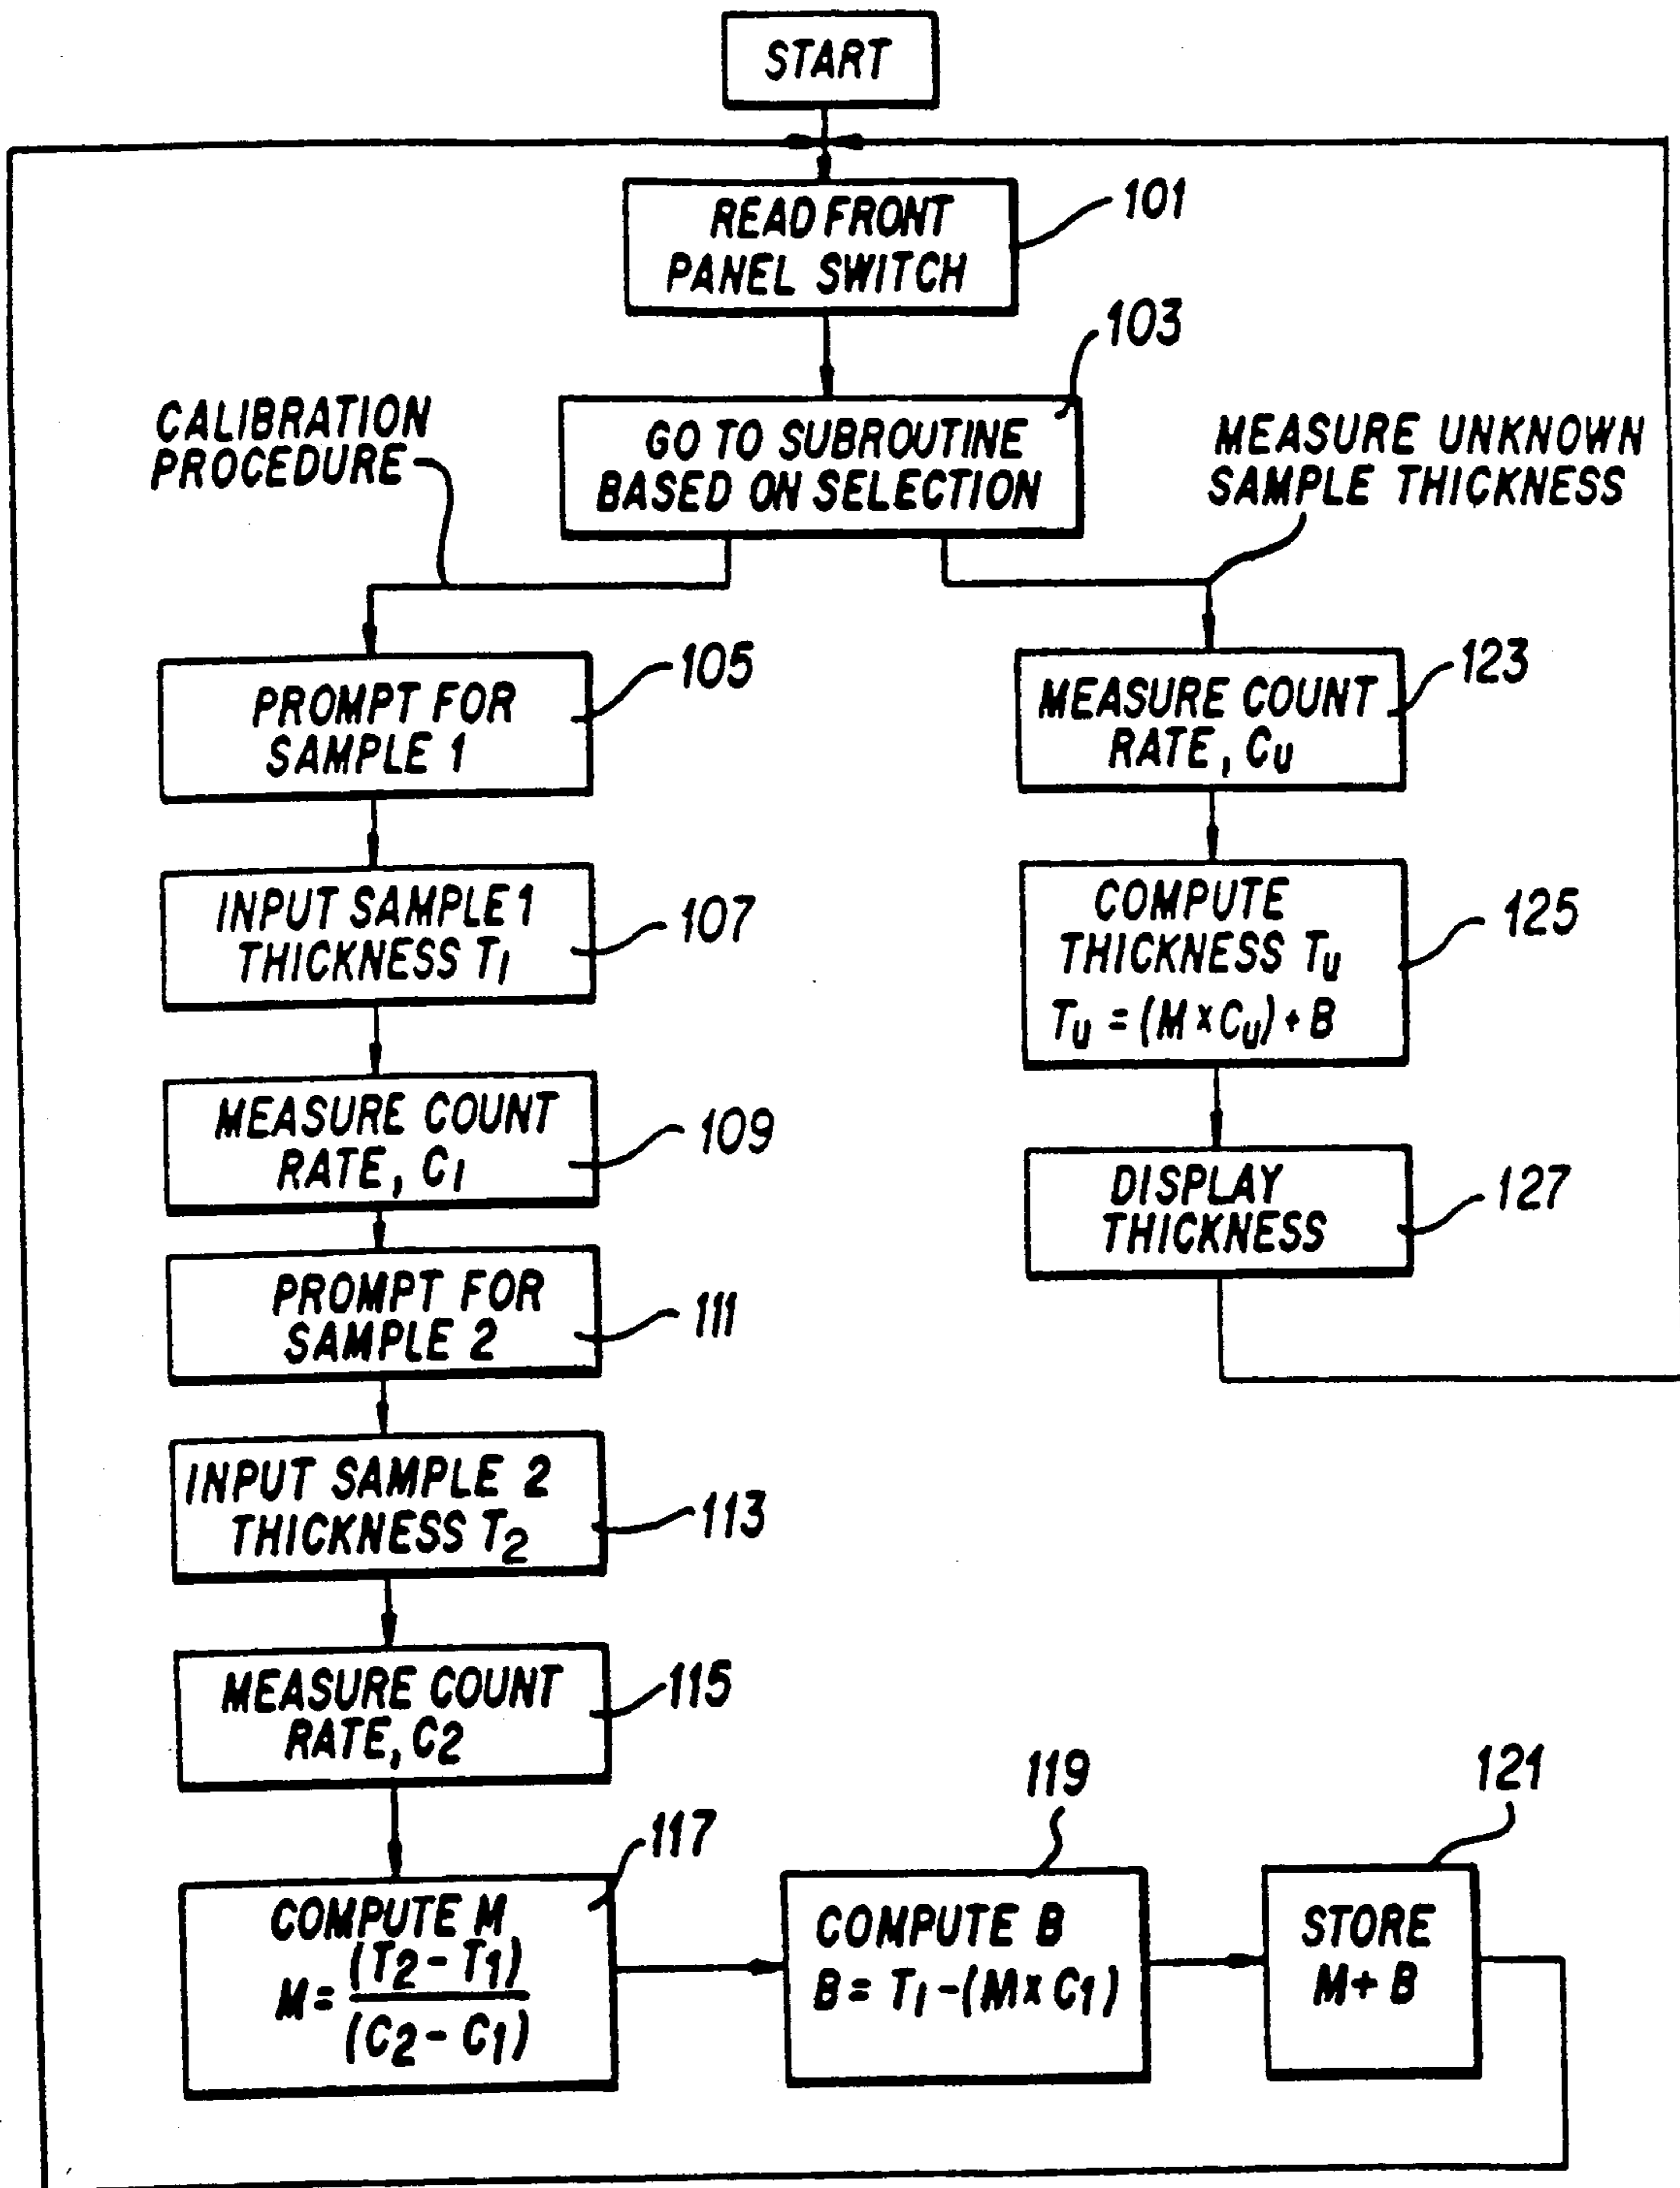 START
READ FRONT
PANEL SWITCH
101
103
GO TO SUBROUTINE
BASED ON SELECTION
CALIBRATION
PROCEDURE
MEASURE UNKNOWN
SAMPLE THICKNESS
PROMPT FOR
SAMPLE 1
105
INPUT SAMPLE 1
THICKNESS T1
107
MEASURE COUNT
RATE, C1
109
PROMPT FOR
SAMPLE 2
111
INPUT SAMPLE 2
THICKNESS T2
113
MEASURE COUNT
RATE, C2
115
COMPUTE M
M = (T2 - T1)
(C2 - C1)
117
COMPUTE B
B = T1 - (M x C1)
119
STORE
M + B
121
MEASURE COUNT
RATE, CU
123
COMPUTE
THICKNESS TU
TU = (M x CU) + B
125
DISPLAY
THICKNESS
127